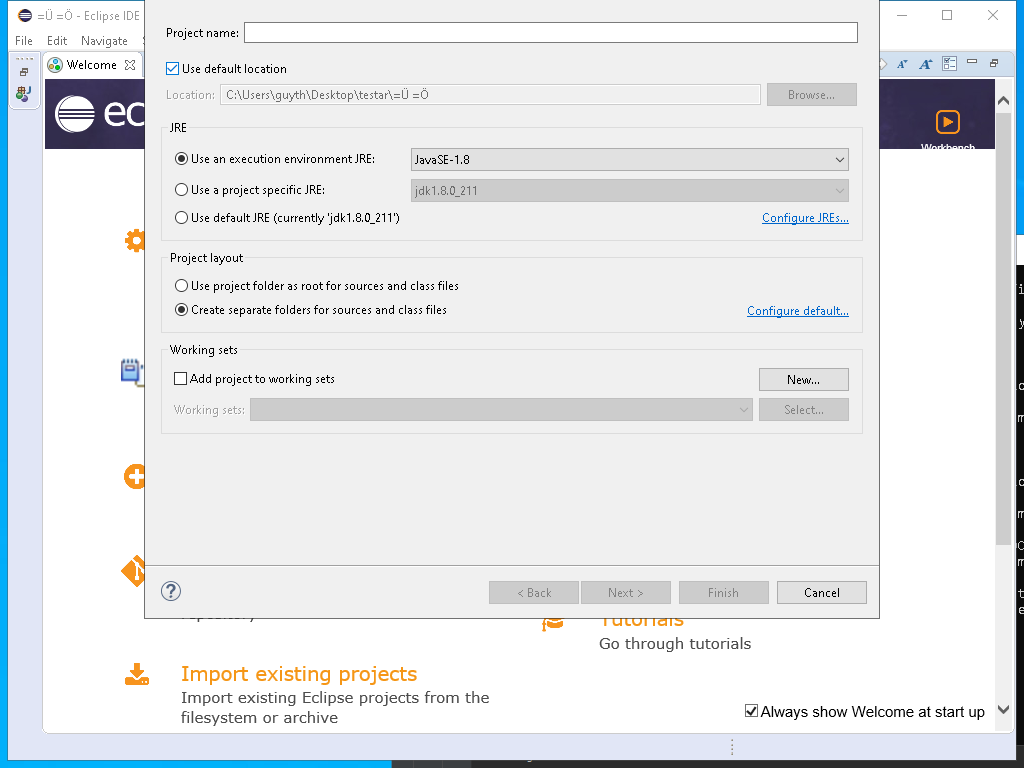 =Ü =Ö - Eclipse IDE
File Edit Navigate
Welcome
Project name:
Use default location
Location: C:\Users\guyth\Desktop\testar\=Ü =Ö Browse...
JRE
Use an execution environment JRE: JavaSE-1.8
Use a project specific JRE: jdk1.8.0_211
Use default JRE (currently 'jdk1.8.0_211') Configure JREs...
Project layout
Use project folder as root for sources and class files
Create separate folders for sources and class files Configure default...
Working sets
Add project to working sets New...
Working sets: Select...
? < Back Next > Finish Cancel
ec
Workbench
repository
Tutorials
Go through tutorials
Import existing projects
Import existing Eclipse projects from the
filesystem or archive
Always show Welcome at start up